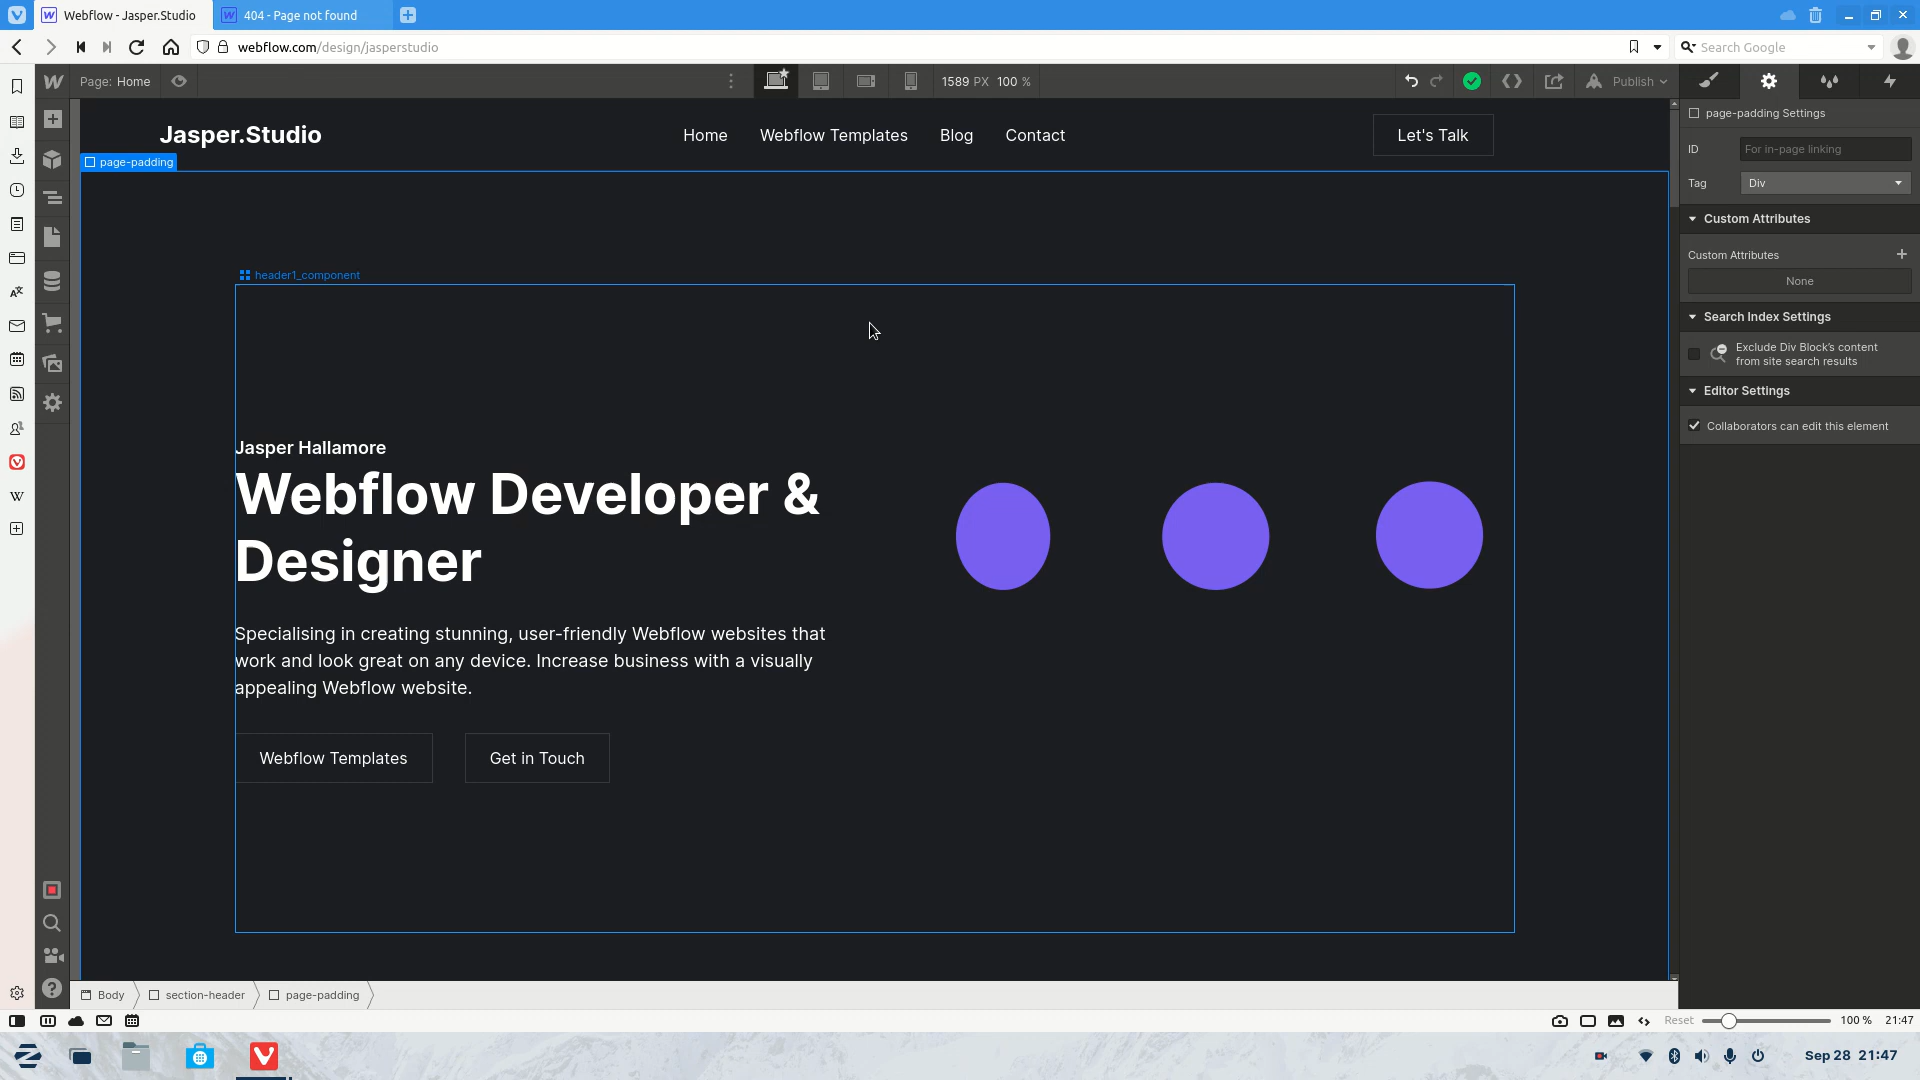 Webflow - Jasper.Studio
404 - Page not found
webflow.com/design/jasperstudio
Search Google
Page: Home
1589 PX 100 %
Publish
page-padding Settings
ID For in-page linking
Tag Div
Custom Attributes
Custom Attributes
None
Search Index Settings
Exclude Div Block's content
from site search results
Editor Settings
Collaborators can edit this element
Jasper.Studio
Home Webflow Templates Blog Contact
Let's Talk
page-padding
header1_component
Jasper Hallamore
Webflow Developer &
Designer
Specialising in creating stunning, user-friendly Webflow websites that
work and look great on any device. Increase business with a visually
appealing Webflow website.
Webflow Templates
Get in Touch
Body section-header page-padding
Reset 100 % 21:47
Sep 28 21:47